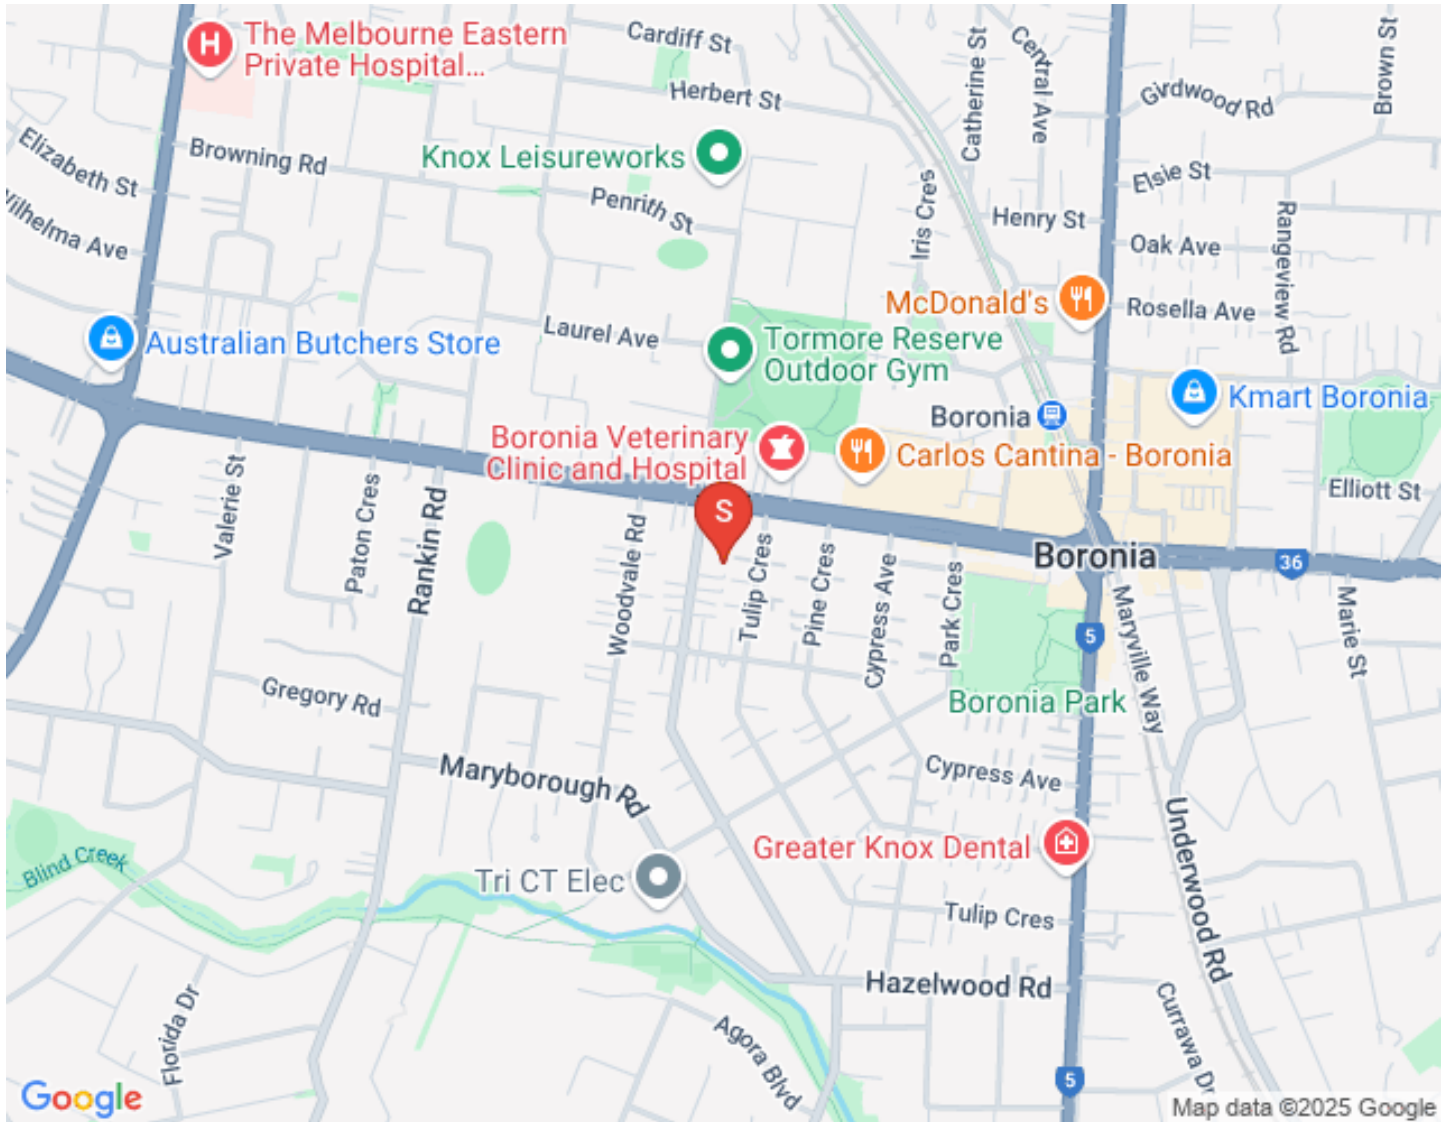 The Melbourne Eastern
Private Hospital...
Cardiff St
Herbert St
Catherine St
Central Ave
Girdwood Rd
Brown St
Elizabeth St
Browning Rd
Knox Leisureworks
Penrith St
Iris Cres
Henry St
Elsie St
Oak Ave
Rangeview Rd
Wilhelma Ave
McDonald's
Rosella Ave
Australian Butchers Store
Laurel Ave
Tormore Reserve
Outdoor Gym
Boronia
Kmart Boronia
Boronia Veterinary
Clinic and Hospital
Carlos Cantina - Boronia
Elliott St
Valerie St
Paton Cres
Rankin Rd
Woodvale Rd
S
Tulip Cres
Pine Cres
Cypress Ave
Park Cres
Boronia
36
5
Maryville Way
Marie St
Gregory Rd
Boronia Park
Maryborough Rd
Cypress Ave
Underwood Rd
Greater Knox Dental
Blind Creek
Tri CT Elec
Tulip Cres
Hazelwood Rd
Florida Dr
Agora Blvd
Currawa Dr
5
Google
Map data ©2025 Google